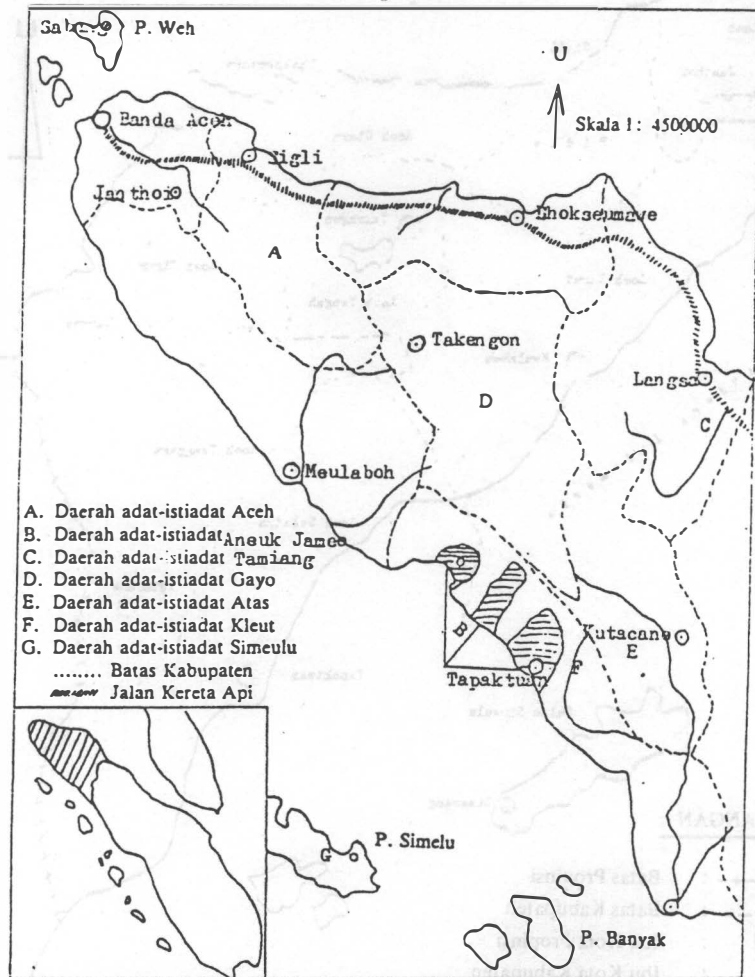 Sabang P. Weh
U
Skala 1: 4500000
Banda Aceh
Sigli
Janthoi
Lhokseumawe
A
Takengon
Langsa
D
C
Meulaboh
A. Daerah adat-istiadat Aceh
B. Daerah adat-istiadat Aneuk Jamee
C. Daerah adat-istiadat Tamiang
D. Daerah adat-istiadat Gayo
E. Daerah adat-istiadat Atas
F. Daerah adat-istiadat Kleut
G. Daerah adat-istiadat Simeulu
........ Batas Kabupaten
Jalan Kereta Api
B
Kutacane
E
F
Tapaktuan
P. Simelu
G
P. Banyak